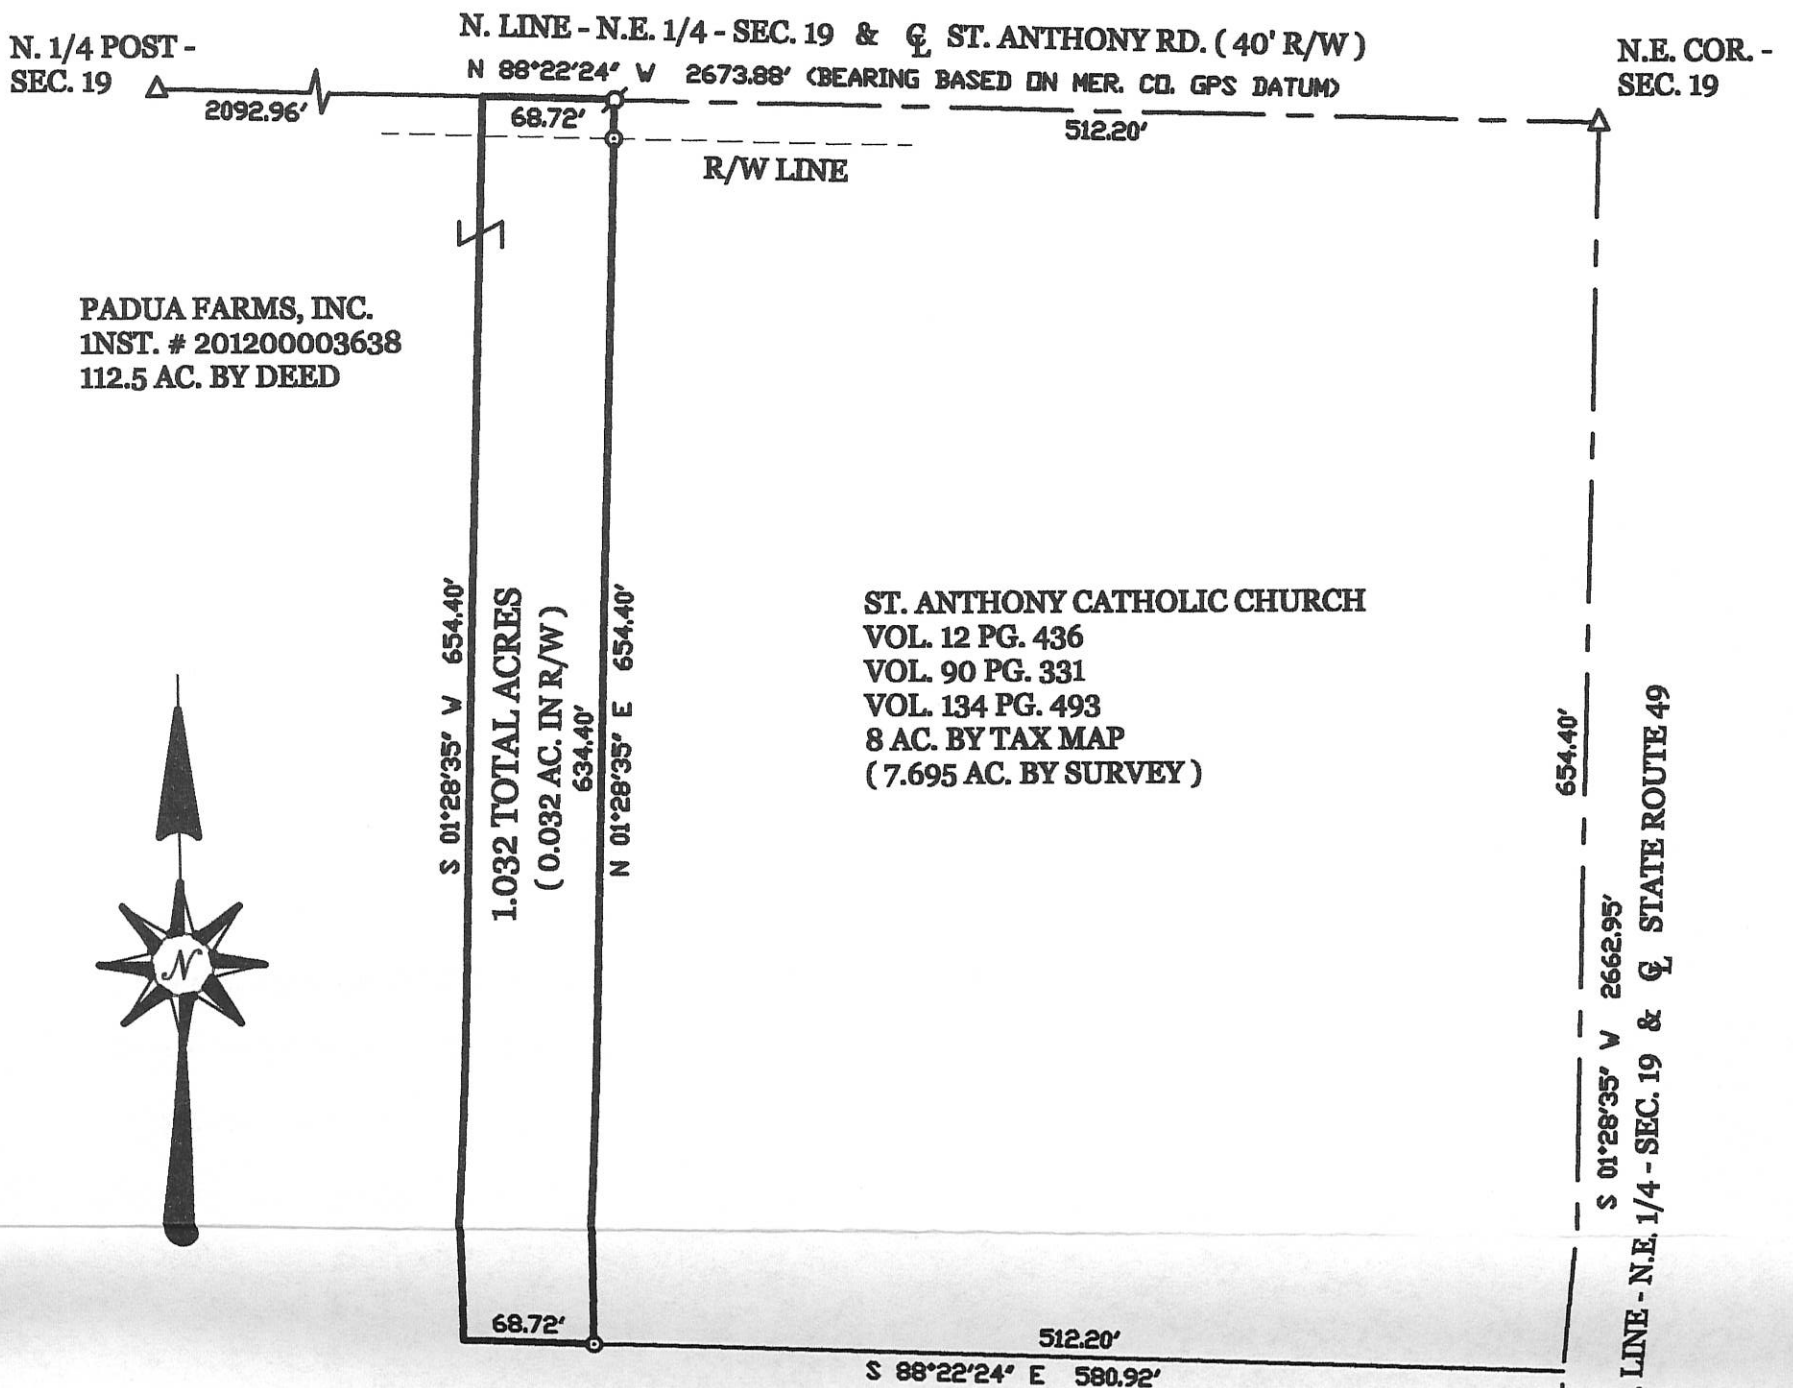 N. LINE - N.E. 1/4 - SEC. 19 & ℄ ST. ANTHONY RD. ( 40' R/W )
N. 1/4 POST -
SEC. 19
N 88°22'24" W 2673.88' (BEARING BASED ON MER. CO. GPS DATUM)
N.E. COR. -
SEC. 19
2092.96'
68.72'
512.20'
R/W LINE
PADUA FARMS, INC.
1NST. # 201200003638
112.5 AC. BY DEED
S 01°28'35" W 654.40'
1.032 TOTAL ACRES
( 0.032 AC. IN R/W )
634.40'
N 01°28'35" E 654.40'
ST. ANTHONY CATHOLIC CHURCH
VOL. 12 PG. 436
VOL. 90 PG. 331
VOL. 134 PG. 493
8 AC. BY TAX MAP
( 7.695 AC. BY SURVEY )
654.40'
S 01°28'35" W 2662.95'
LINE - N.E. 1/4 - SEC. 19 & ℄ STATE ROUTE 49
N
68.72'
512.20'
S 88°22'24" E 580.92'